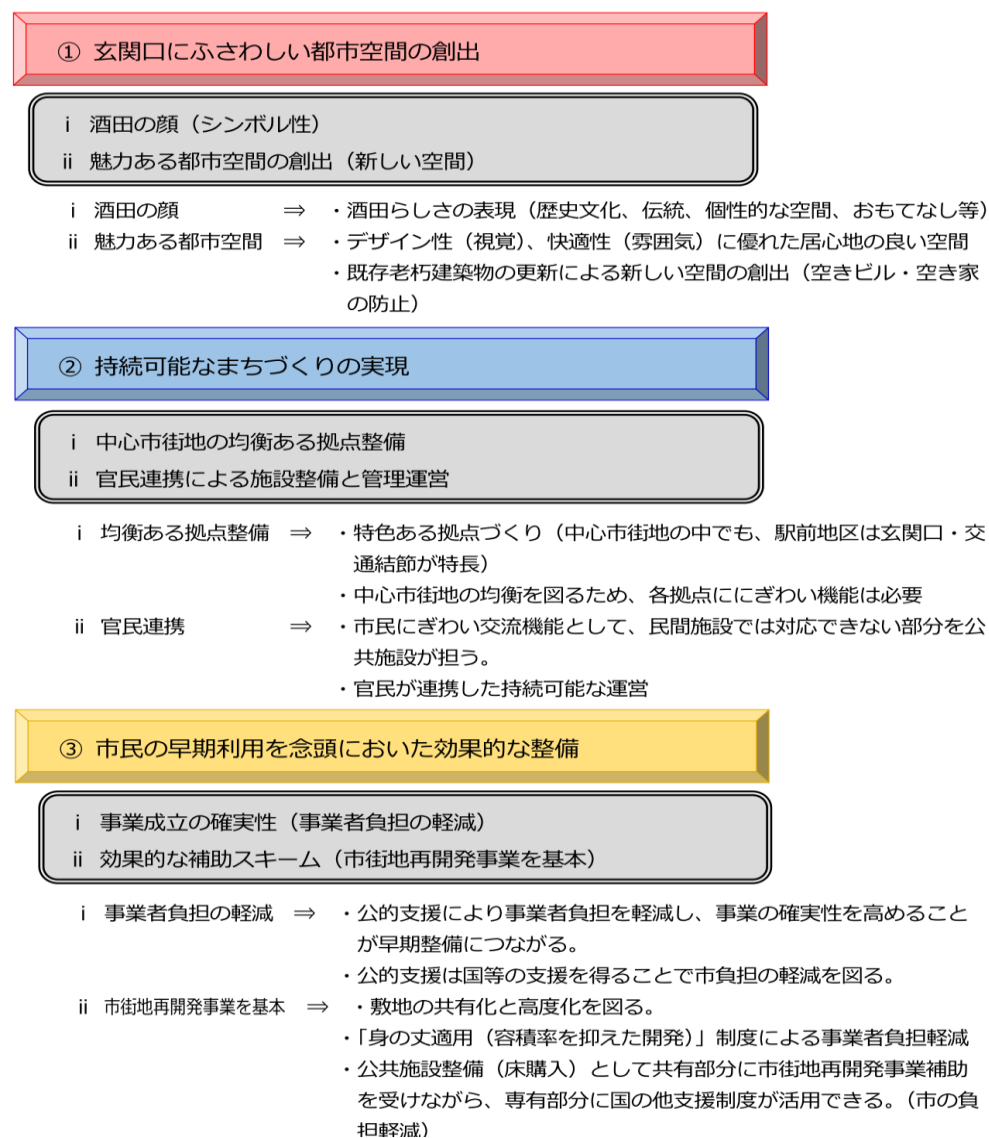 ① 玄関口にふさわしい都市空間の創出
ⅰ 酒田の顔（シンボル性）
ⅱ 魅力ある都市空間の創出（新しい空間）
ⅰ 酒田の顔 ⇒ ・酒田らしさの表現（歴史文化、伝統、個性的な空間、おもてなし等）
ⅱ 魅力ある都市空間 ⇒ ・デザイン性（視覚）、快適性（雰囲気）に優れた居心地の良い空間
・既存老朽建築物の更新による新しい空間の創出（空きビル・空き家
の防止）
② 持続可能なまちづくりの実現
ⅰ 中心市街地の均衡ある拠点整備
ⅱ 官民連携による施設整備と管理運営
ⅰ 均衡ある拠点整備 ⇒ ・特色ある拠点づくり（中心市街地の中でも、駅前地区は玄関口・交
通結節が特長）
・中心市街地の均衡を図るため、各拠点ににぎわい機能は必要
ⅱ 官民連携 ⇒ ・市民にぎわい交流機能として、民間施設では対応できない部分を公
共施設が担う。
・官民が連携した持続可能な運営
③ 市民の早期利用を念頭においた効果的な整備
ⅰ 事業成立の確実性（事業者負担の軽減）
ⅱ 効果的な補助スキーム（市街地再開発事業を基本）
ⅰ 事業者負担の軽減 ⇒ ・公的支援により事業者負担を軽減し、事業の確実性を高めること
が早期整備につながる。
・公的支援は国等の支援を得ることで市負担の軽減を図る。
ⅱ 市街地再開発事業を基本 ⇒ ・敷地の共有化と高度化を図る。
・「身の丈適用（容積率を抑えた開発）」制度による事業者負担軽減
・公共施設整備（床購入）として共有部分に市街地再開発事業補助
を受けながら、専有部分に国の他支援制度が活用できる。（市の負
担軽減）